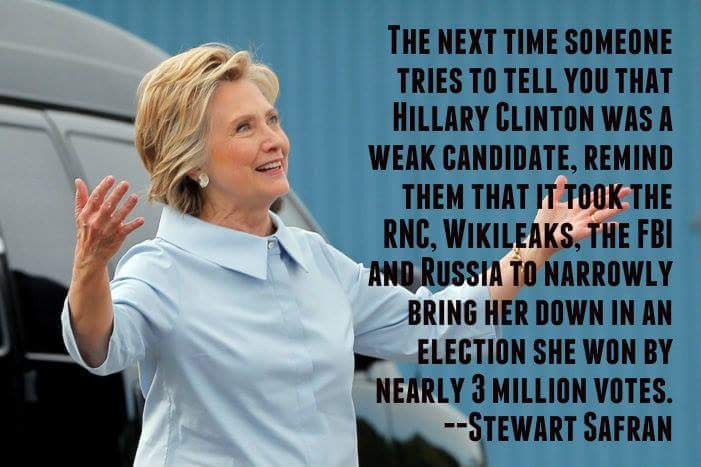 The next time someone
tries to tell you that
Hillary Clinton was a
weak candidate, remind
them that it took the
RNC, Wikileaks, the FBI
and Russia to narrowly
bring her down in an
election she won by
nearly 3 million votes.
--Stewart Safran